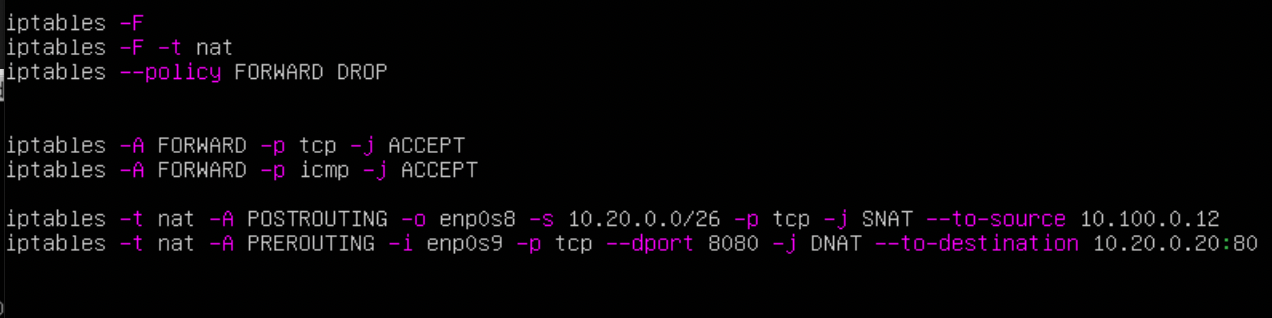 iptables -F
iptables -F -t nat
iptables --policy FORWARD DROP
iptables -A FORWARD -p tcp -j ACCEPT
iptables -A FORWARD -p icmp -j ACCEPT
iptables -t nat -A POSTROUTING -o enp0s8 -s 10.20.0.0/26 -p tcp -j SNAT --to-source 10.100.0.12
iptables -t nat -A PREROUTING -i enp0s9 -p tcp --dport 8080 -j DNAT --to-destination 10.20.0.20:80